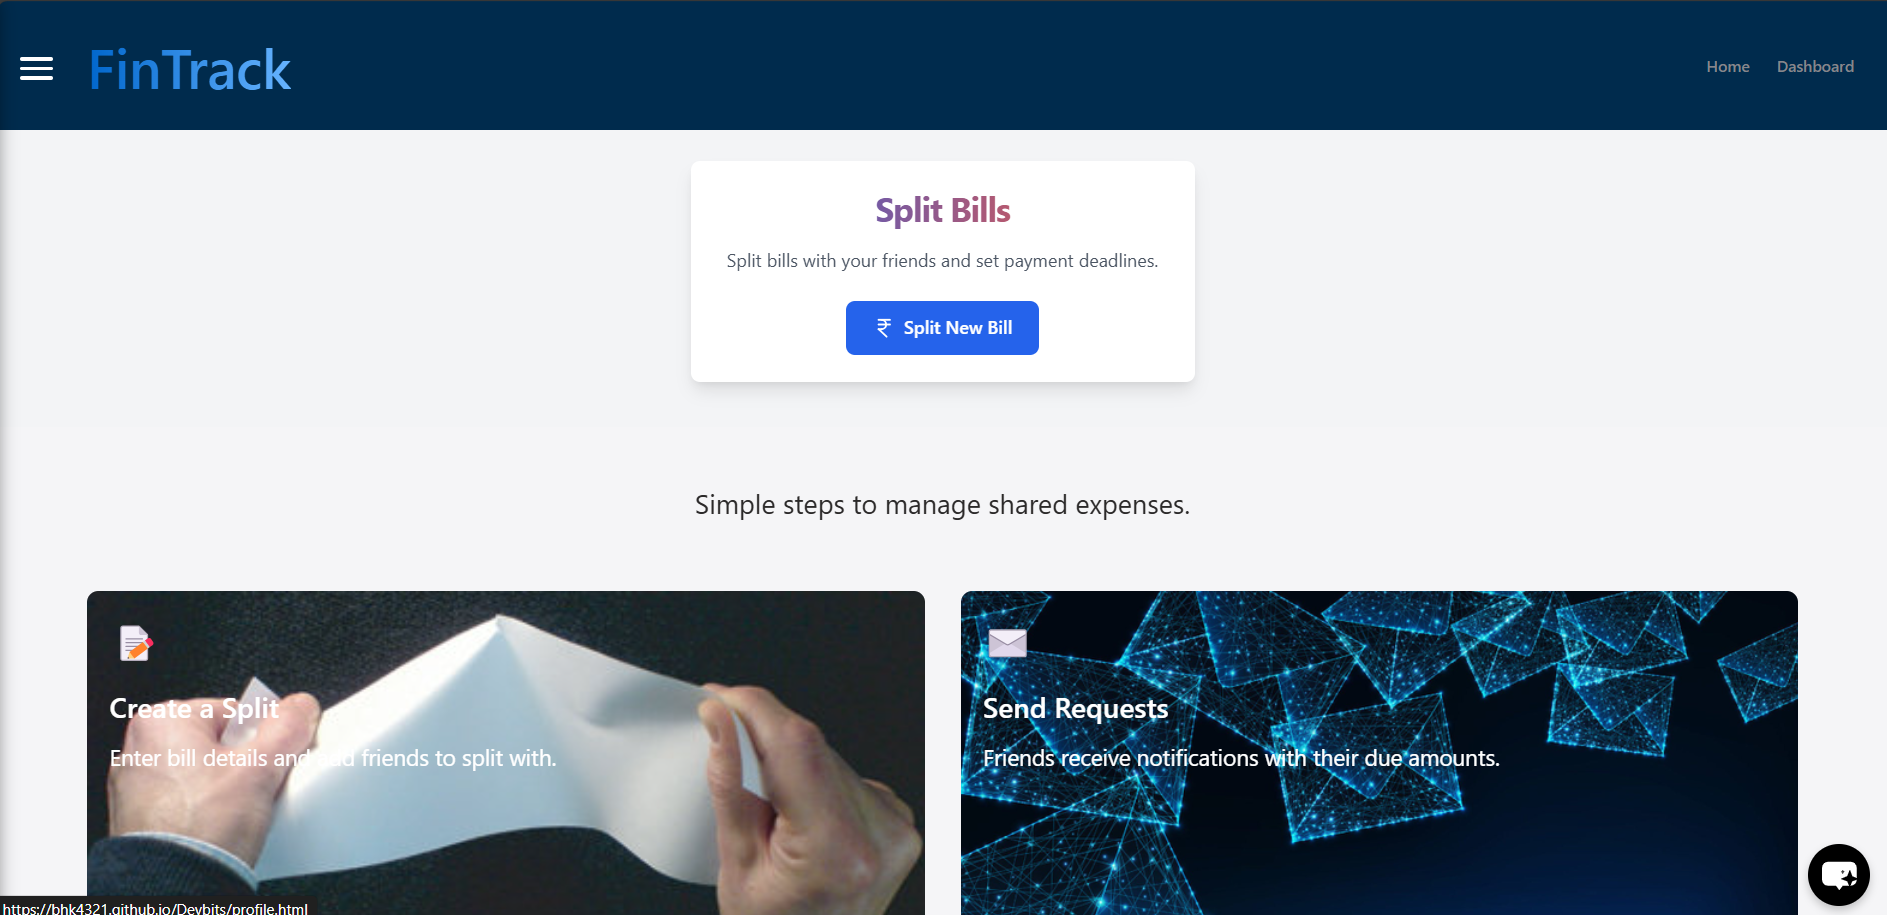 FinTrack
Home
Dashboard
Split Bills
Split bills with your friends and set payment deadlines.
₹ Split New Bill
Simple steps to manage shared expenses.
Create a Split
Enter bill details and add friends to split with.
Send Requests
Friends receive notifications with their due amounts.
https://bhk4321.github.io/Devbits/profile.html